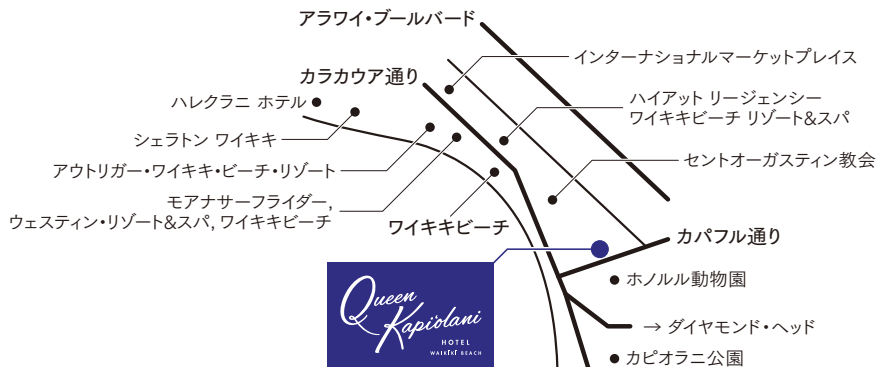 アラワイ・ブールバード
インターナショナルマーケットプレイス
カラカウア通り
ハレクラニ ホテル
ハイアット リージェンシー
ワイキキビーチ リゾート&スパ
シェラトン ワイキキ
アウトリガー・ワイキキ・ビーチ・リゾート
セントオーガスティン教会
モアナサーフライダー,
ウェスティン・リゾート&スパ, ワイキキビーチ
ワイキキビーチ
カパフル通り
ホノルル動物園
Queen
Kapi‘olani
HOTEL
WAIKĪKĪ BEACH
→ ダイヤモンド・ヘッド
カピオラニ公園